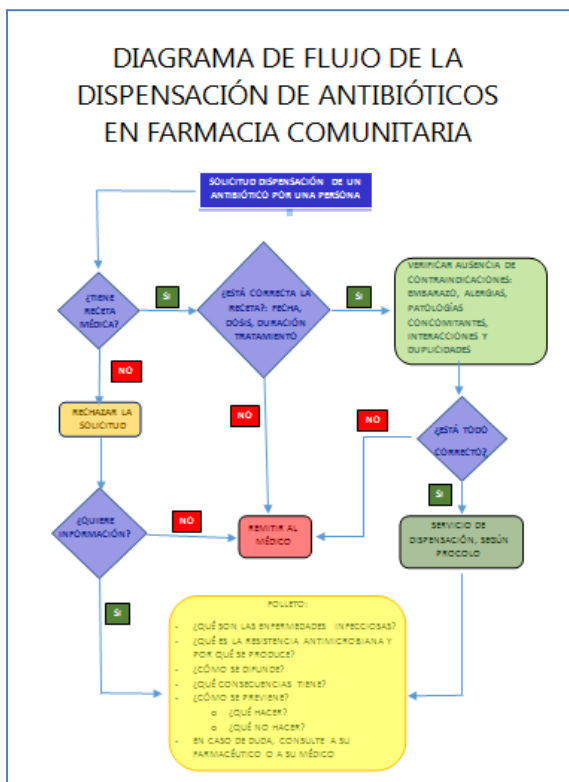 DIAGRAMA DE FLUJO DE LA
DISPENSACIÓN DE ANTIBIÓTICOS
EN FARMACIA COMUNITARIA
SOLICITUD DISPENSACIÓN DE UN
ANTIBIÓTICO POR UNA PERSONA
¿TIENE
RECETA
MÉDICA?
SI
¿ESTÁ CORRECTA LA
RECETA?: FECHA,
DOSIS, DURACIÓN
TRATAMIENTO
SI
VERIFICAR AUSENCIA DE
CONTRAINDICACIONES:
EMBARAZO, ALERGIAS,
PATOLOGÍAS
CONCOMITANTES,
INTERACCIONES Y
DUPLICIDADES
NO
RECHAZAR LA
SOLICITUD
NO
NO
¿ESTÁ TODO
CORRECTO?
SI
¿QUIERE
INFORMACIÓN?
NO
REMITIR AL
MÉDICO
SERVICIO DE
DISPENSACIÓN, SEGÚN
PROCOLO
SI
FOLLETO:
- ¿QUÉ SON LAS ENFERMEDADES INFECCIOSAS?
- ¿QUÉ ES LA RESISTENCIA ANTIMICROBIANA Y
POR QUÉ SE PRODUCE?
- ¿CÓMO SE DIFUNDE?
- ¿QUÉ CONSECUENCIAS TIENE?
- ¿CÓMO SE PREVIENE?
o ¿QUÉ HACER?
o ¿QUÉ NO HACER?
- EN CASO DE DUDA, CONSULTE A SU
FARMACÉUTICO O A SU MÉDICO